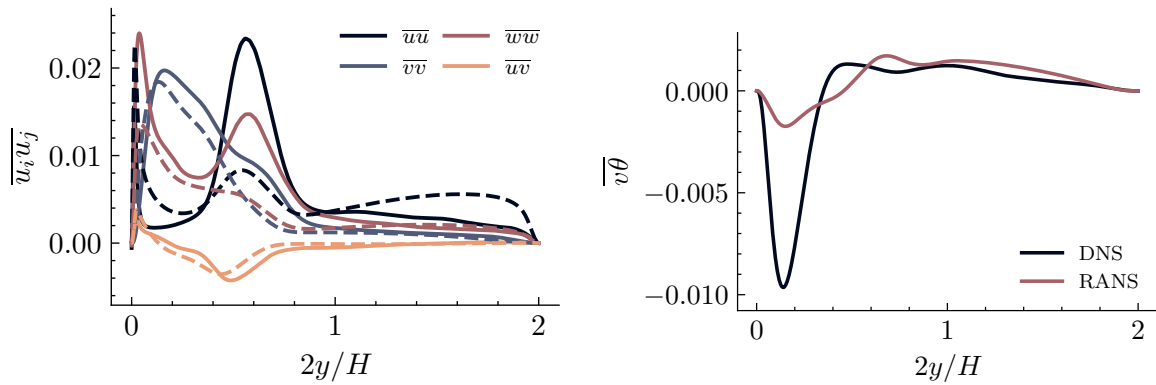 $\overline{uu}$ $\overline{ww}$
$\overline{vv}$ $\overline{uv}$
0.02
0.01
0.00
$\overline{u_i u_j}$
0 1 2
2y/H
0.000
−0.005
−0.010
$\overline{v\theta}$
DNS
RANS
0 1 2
2y/H